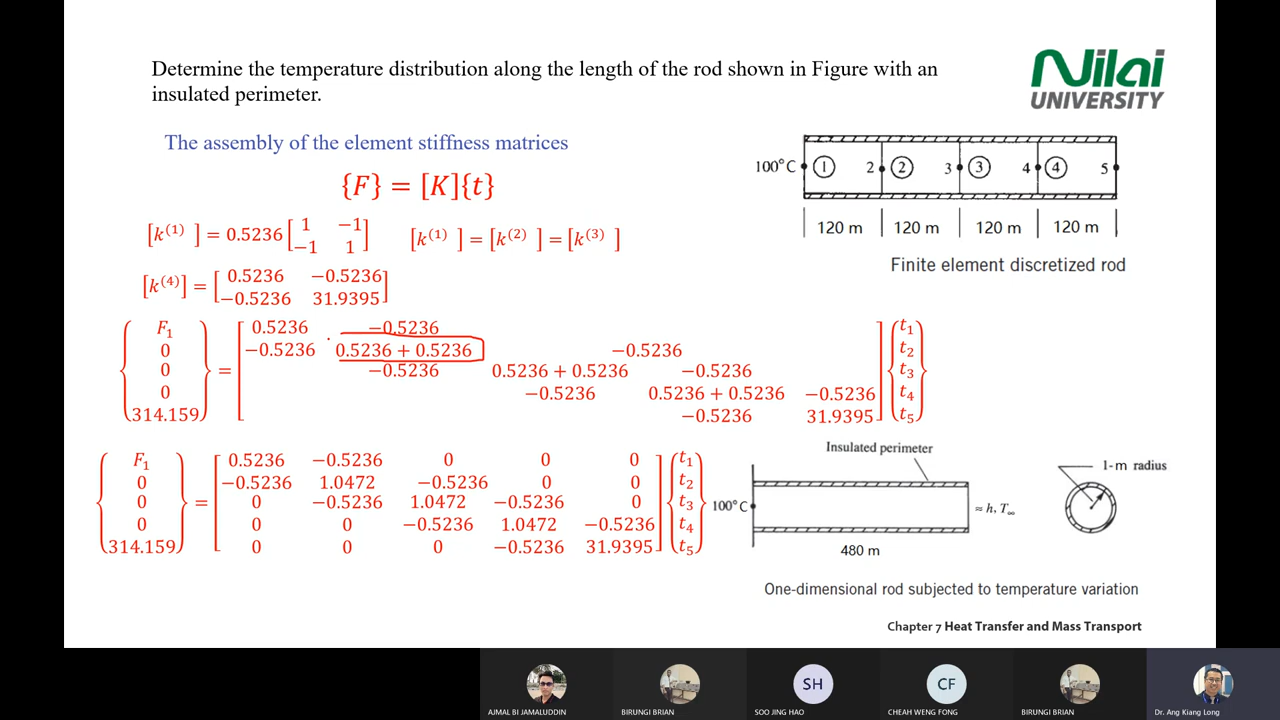 Determine the temperature distribution along the length of the rod shown in Figure with an
insulated perimeter.
Nilai
UNIVERSITY
The assembly of the element stiffness matrices
{F} = [K]{t}
[k⁽¹⁾ ] = 0.5236 [ 1 −1
−1 1 ]
[k⁽¹⁾ ] = [k⁽²⁾ ] = [k⁽³⁾ ]
[k⁽⁴⁾] = [ 0.5236 −0.5236
−0.5236 31.9395 ]
{ F₁ } = [ 0.5236 −0.5236 ] { t₁ }
0 −0.5236 0.5236 + 0.5236 −0.5236 t₂
0 −0.5236 0.5236 + 0.5236 −0.5236 t₃
0 −0.5236 0.5236 + 0.5236 −0.5236 t₄
314.159 −0.5236 31.9395 t₅
{ F₁ } = [ 0.5236 −0.5236 0 0 0 ] { t₁ }
0 −0.5236 1.0472 −0.5236 0 0 t₂
0 0 −0.5236 1.0472 −0.5236 0 t₃
0 0 0 −0.5236 1.0472 −0.5236 t₄
314.159 0 0 0 −0.5236 31.9395 t₅
100°C 1 2 2 3 3 4 4 5
120 m 120 m 120 m 120 m
Finite element discretized rod
Insulated perimeter
1-m radius
100°C
≈ h, T∞
480 m
One-dimensional rod subjected to temperature variation
Chapter 7 Heat Transfer and Mass Transport
SH CF
AJMAL BI JAMALUDDIN BIRUNGI BRIAN SOO JING HAO CHEAH WENG FONG BIRUNGI BRIAN Dr. Ang Kiang Long